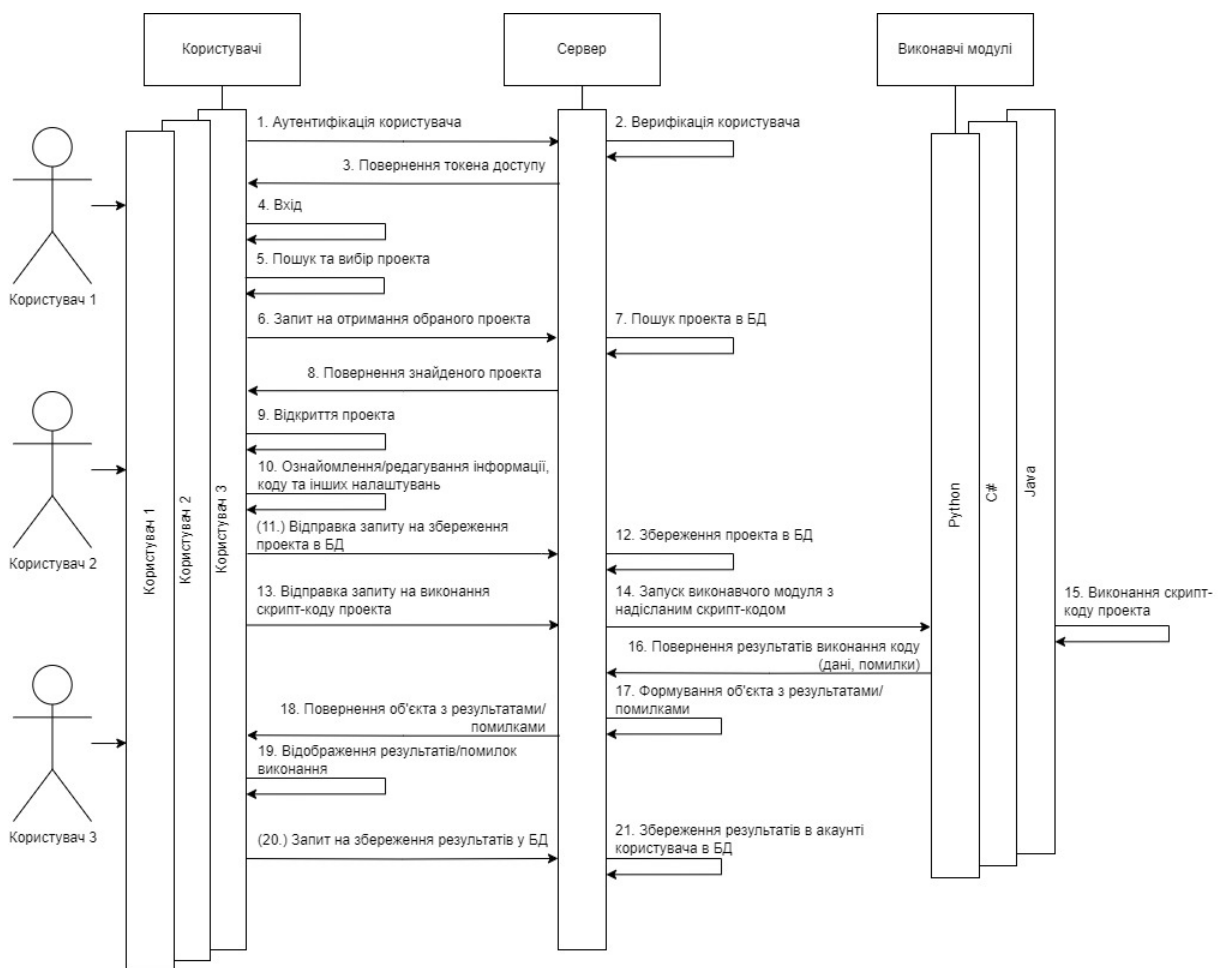 Користувачі
Сервер
Виконавчі модулі
1. Аутентифікація користувача
2. Верифікація користувача
3. Повернення токена доступу
4. Вхід
5. Пошук та вибір проекта
Користувач 1
6. Запит на отримання обраного проекта
7. Пошук проекта в БД
8. Повернення знайденого проекта
9. Відкриття проекта
10. Ознайомлення/редагування інформації,
коду та інших налаштувань
Користувач 1
Користувач 2
Користувач 3
Python
C#
Java
(11.) Відправка запиту на збереження
проекта в БД
12. Збереження проекта в БД
Користувач 2
13. Відправка запиту на виконання
скрипт-коду проекта
14. Запуск виконавчого модуля з
надісланим скрипт-кодом
15. Виконання скрипт-
коду проекта
16. Повернення результатів виконання коду
(дані, помилки)
17. Формування об'єкта з результатами/
помилками
18. Повернення об'єкта з результатами/
помилками
19. Відображення результатів/помилок
виконання
Користувач 3
(20.) Запит на збереження результатів у БД
21. Збереження результатів в акаунті
користувача в БД